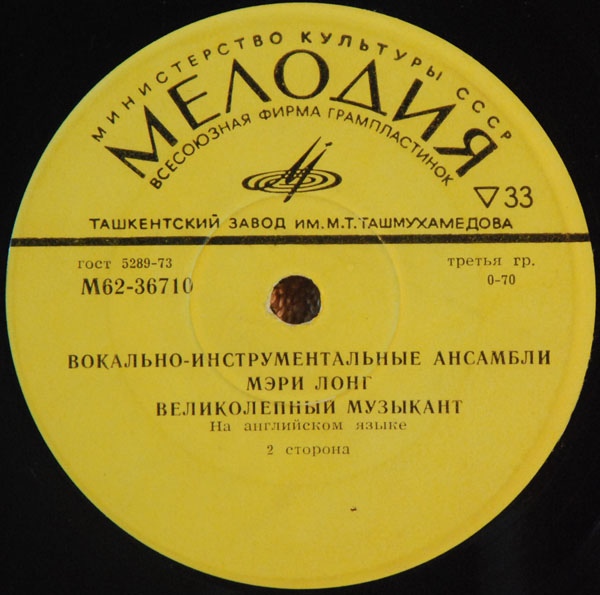 МИНИСТЕРСТВО КУЛЬТУРЫ СССР
МЕЛОДИЯ
ВСЕСОЮЗНАЯ ФИРМА ГРАМПЛАСТИНОК
▽33
ТАШКЕНТСКИЙ ЗАВОД ИМ. М.Т. ТАШМУХАМЕДОВА
гост 5289-73
третья гр.
М62-36710
0-70
ВОКАЛЬНО-ИНСТРУМЕНТАЛЬНЫЕ АНСАМБЛИ
МЭРИ ЛОНГ
ВЕЛИКОЛЕПНЫЙ МУЗЫКАНТ
На английском языке
2 сторона